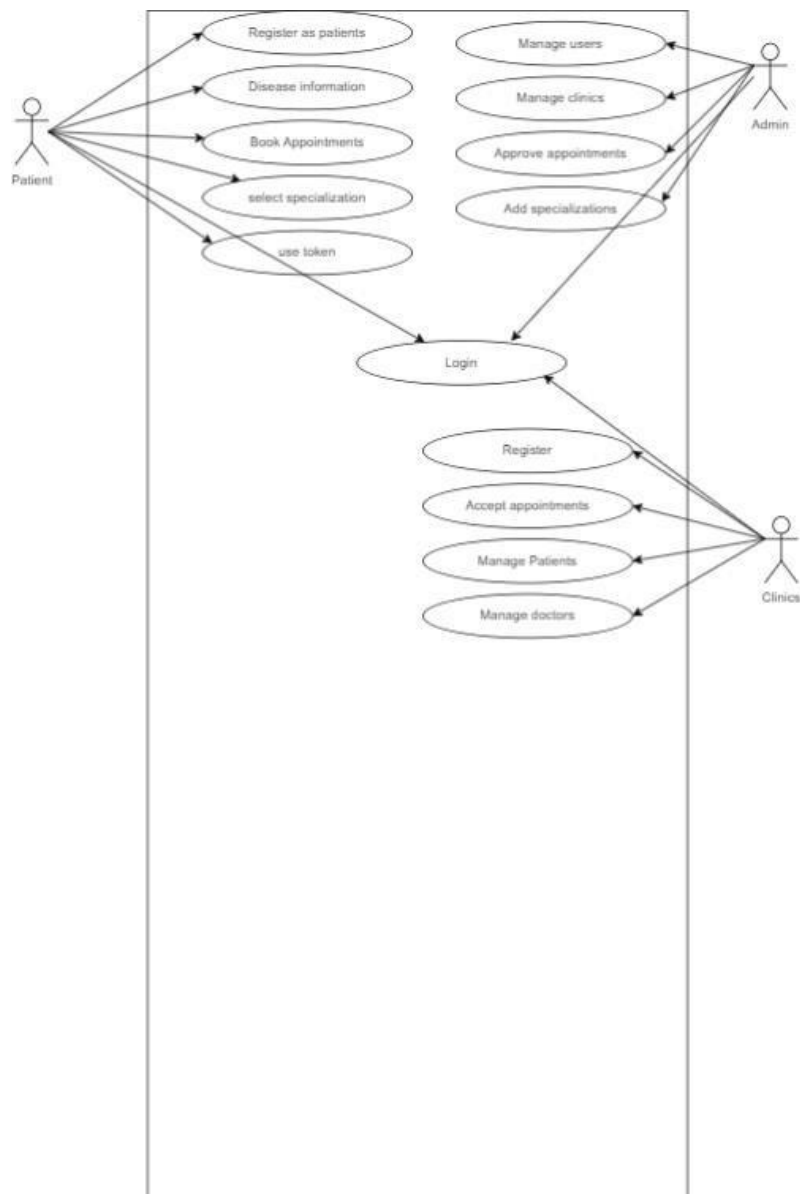 Register as patients
Disease information
Book Appointments
select specialization
use token
Patient
Manage users
Manage clinics
Approve appointments
Add specializations
Admin
Login
Register
Accept appointments
Manage Patients
Manage doctors
Clinics